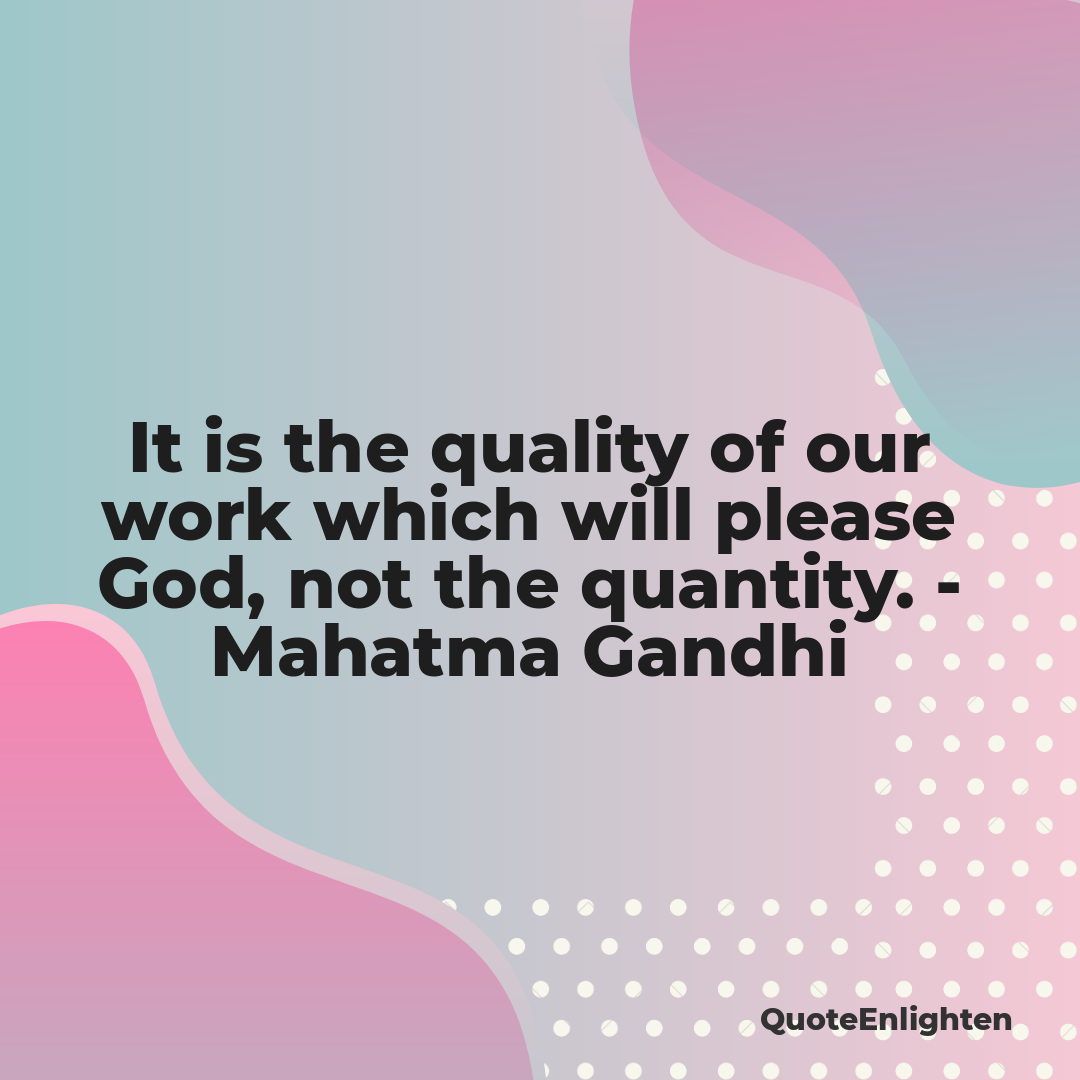 It is the quality of our
work which will please
God, not the quantity. -
Mahatma Gandhi
QuoteEnlighten